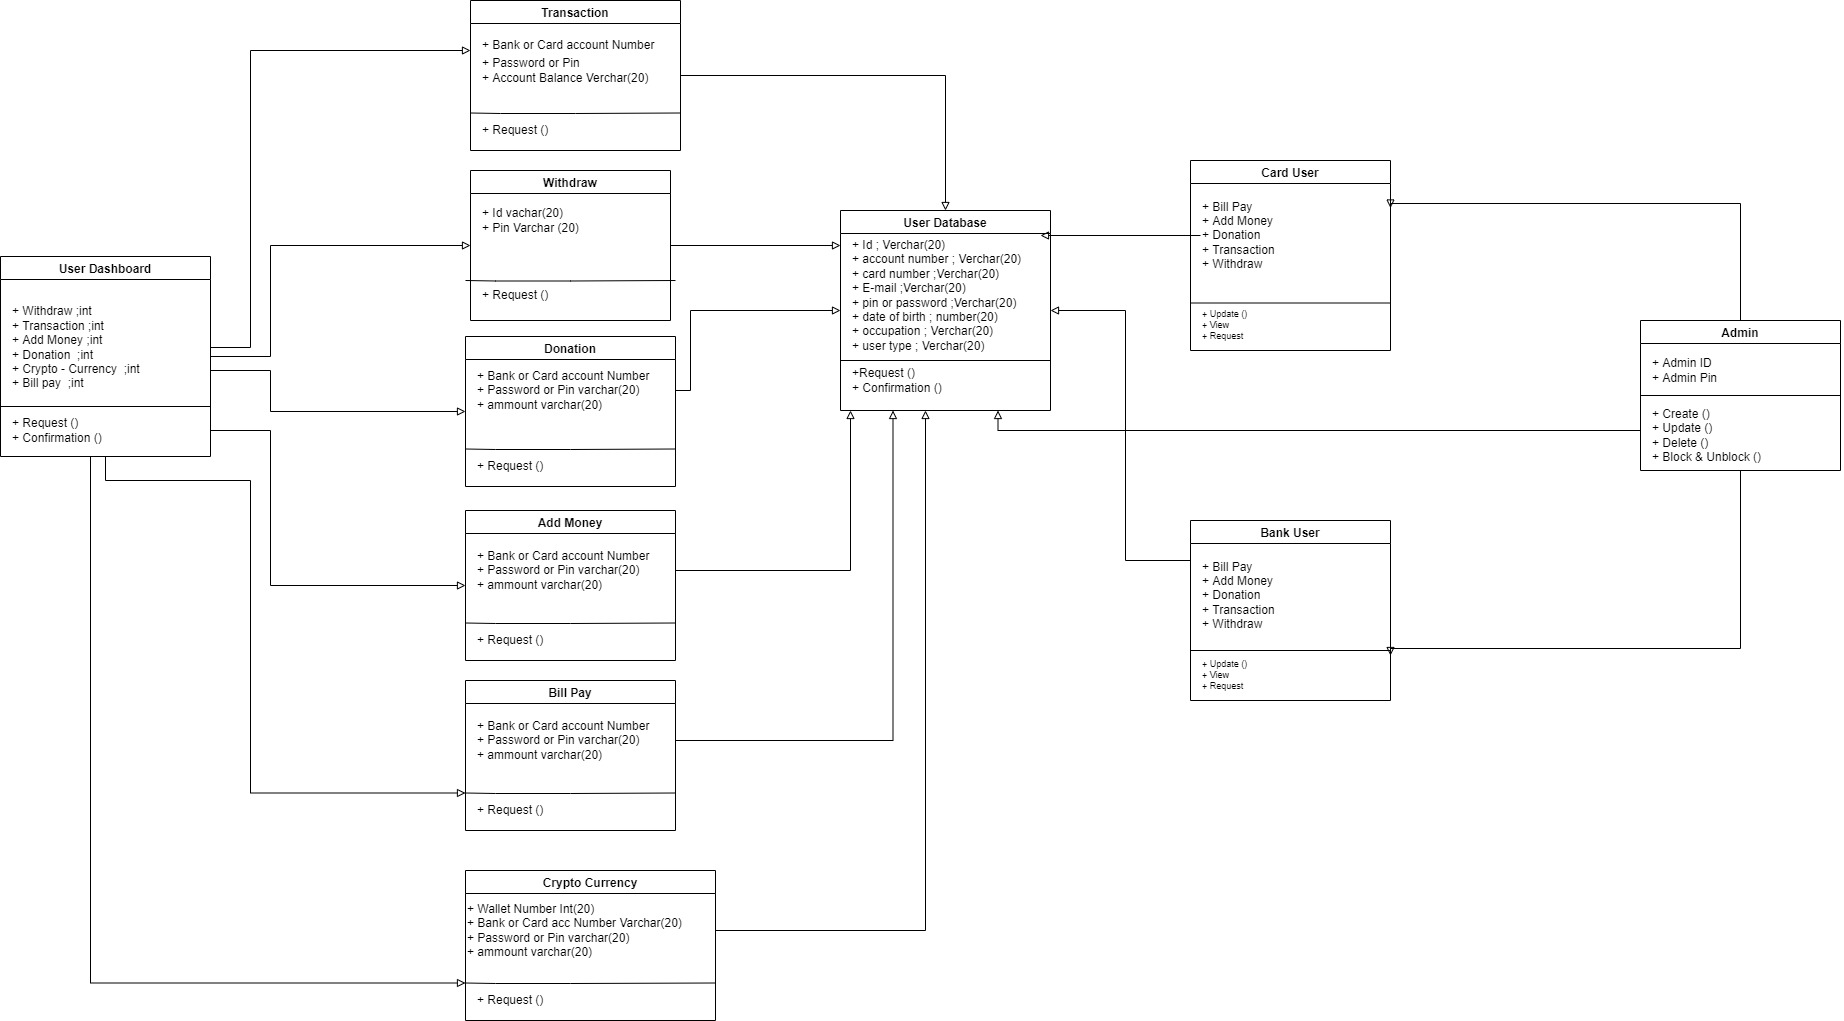 Transaction
+ Bank or Card account Number
+ Password or Pin
+ Account Balance Verchar(20)
+ Request ()
Withdraw
+ Id vachar(20)
+ Pin Varchar (20)
+ Request ()
User Dashboard
+ Withdraw ;int
+ Transaction ;int
+ Add Money ;int
+ Donation  ;int
+ Crypto - Currency  ;int
+ Bill pay  ;int
+ Request ()
+ Confirmation ()
Donation
+ Bank or Card account Number
+ Password or Pin varchar(20)
+ ammount varchar(20)
+ Request ()
Add Money
+ Bank or Card account Number
+ Password or Pin varchar(20)
+ ammount varchar(20)
+ Request ()
Bill Pay
+ Bank or Card account Number
+ Password or Pin varchar(20)
+ ammount varchar(20)
+ Request ()
Crypto Currency
+ Wallet Number Int(20)
+ Bank or Card acc Number Varchar(20)
+ Password or Pin varchar(20)
+ ammount varchar(20)
+ Request ()
User Database
+ Id ; Verchar(20)
+ account number ; Verchar(20)
+ card number ;Verchar(20)
+ E-mail ;Verchar(20)
+ pin or password ;Verchar(20)
+ date of birth ; number(20)
+ occupation ; Verchar(20)
+ user type ; Verchar(20)
+Request ()
+ Confirmation ()
Card User
+ Bill Pay
+ Add Money
+ Donation
+ Transaction
+ Withdraw
+ Update ()
+ View
+ Request
Bank User
+ Bill Pay
+ Add Money
+ Donation
+ Transaction
+ Withdraw
+ Update ()
+ View
+ Request
Admin
+ Admin ID
+ Admin Pin
+ Create ()
+ Update ()
+ Delete ()
+ Block & Unblock ()